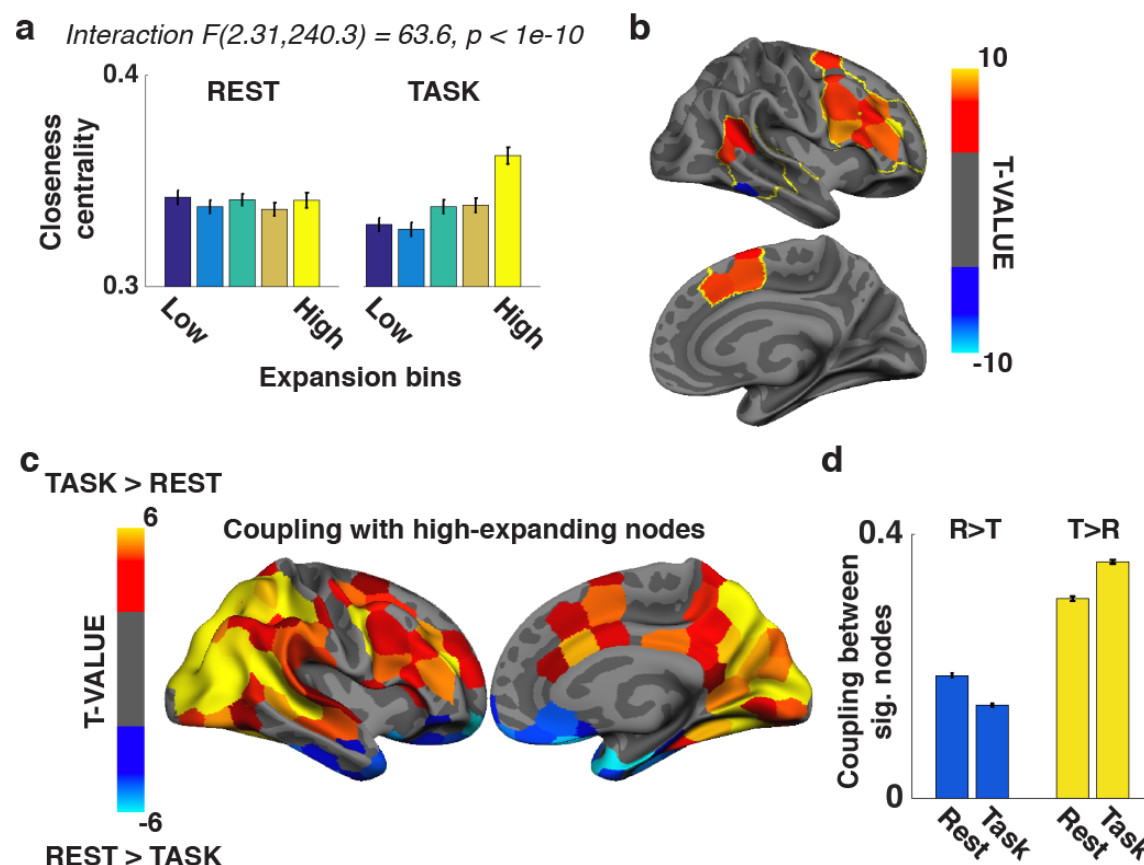 a
Interaction F(2.31,240.3) = 63.6, p < 1e-10
0.4
REST
TASK
Closeness
centrality
0.3
Low
High
Low
High
Expansion bins
b
10
T-VALUE
-10
c
TASK > REST
6
Coupling with high-expanding nodes
T-VALUE
-6
REST > TASK
d
R>T
T>R
0.4
Coupling between
sig. nodes
0
Rest
Task
Rest
Task